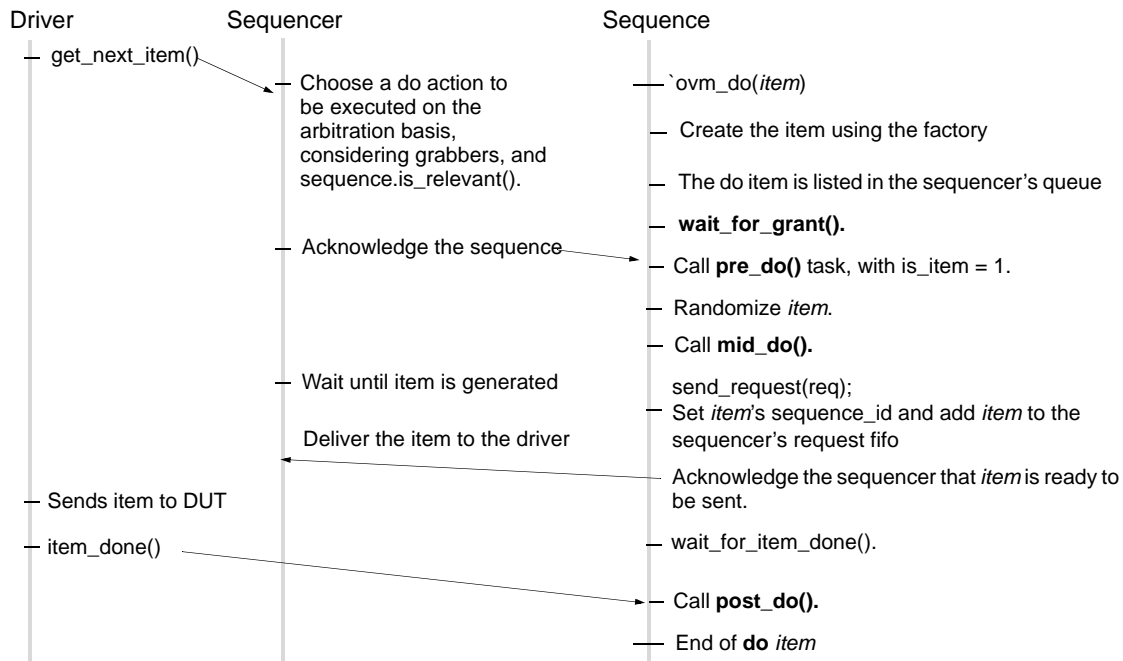 Driver
Sequencer
Sequence
get_next_item()
Choose a do action to
be executed on the
arbitration basis,
considering grabbers, and
sequence.is_relevant().
`ovm_do(item)
Create the item using the factory
The do item is listed in the sequencer’s queue
wait_for_grant().
Acknowledge the sequence
Call pre_do() task, with is_item = 1.
Randomize item.
Call mid_do().
Wait until item is generated
send_request(req);
Set item’s sequence_id and add item to the
sequencer’s request fifo
Deliver the item to the driver
Acknowledge the sequencer that item is ready to
be sent.
Sends item to DUT
item_done()
wait_for_item_done().
Call post_do().
End of do item